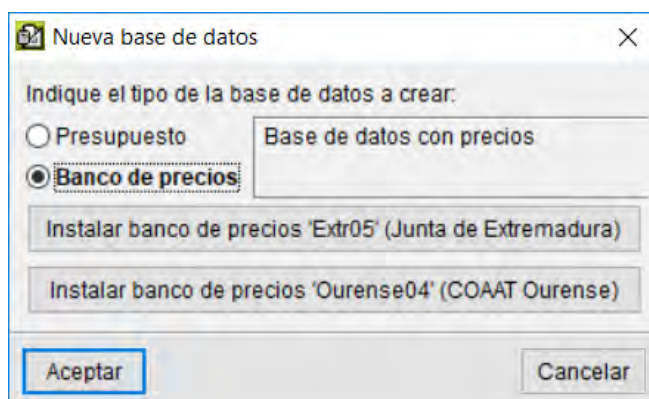 Nueva base de datos
Indique el tipo de la base de datos a crear:
Presupuesto
Base de datos con precios
Banco de precios
Instalar banco de precios 'Extr05' (Junta de Extremadura)
Instalar banco de precios 'Ourense04' (COAAT Ourense)
Aceptar
Cancelar